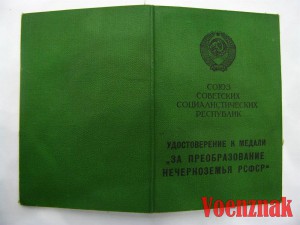 СОЮЗ
СОВЕТСКИХ
СОЦИАЛИСТИЧЕСКИХ
РЕСПУБЛИК
УДОСТОВЕРЕНИЕ К МЕДАЛИ
„ЗА ПРЕОБРАЗОВАНИЕ
НЕЧЕРНОЗЕМЬЯ РСФСР"
Voenznak